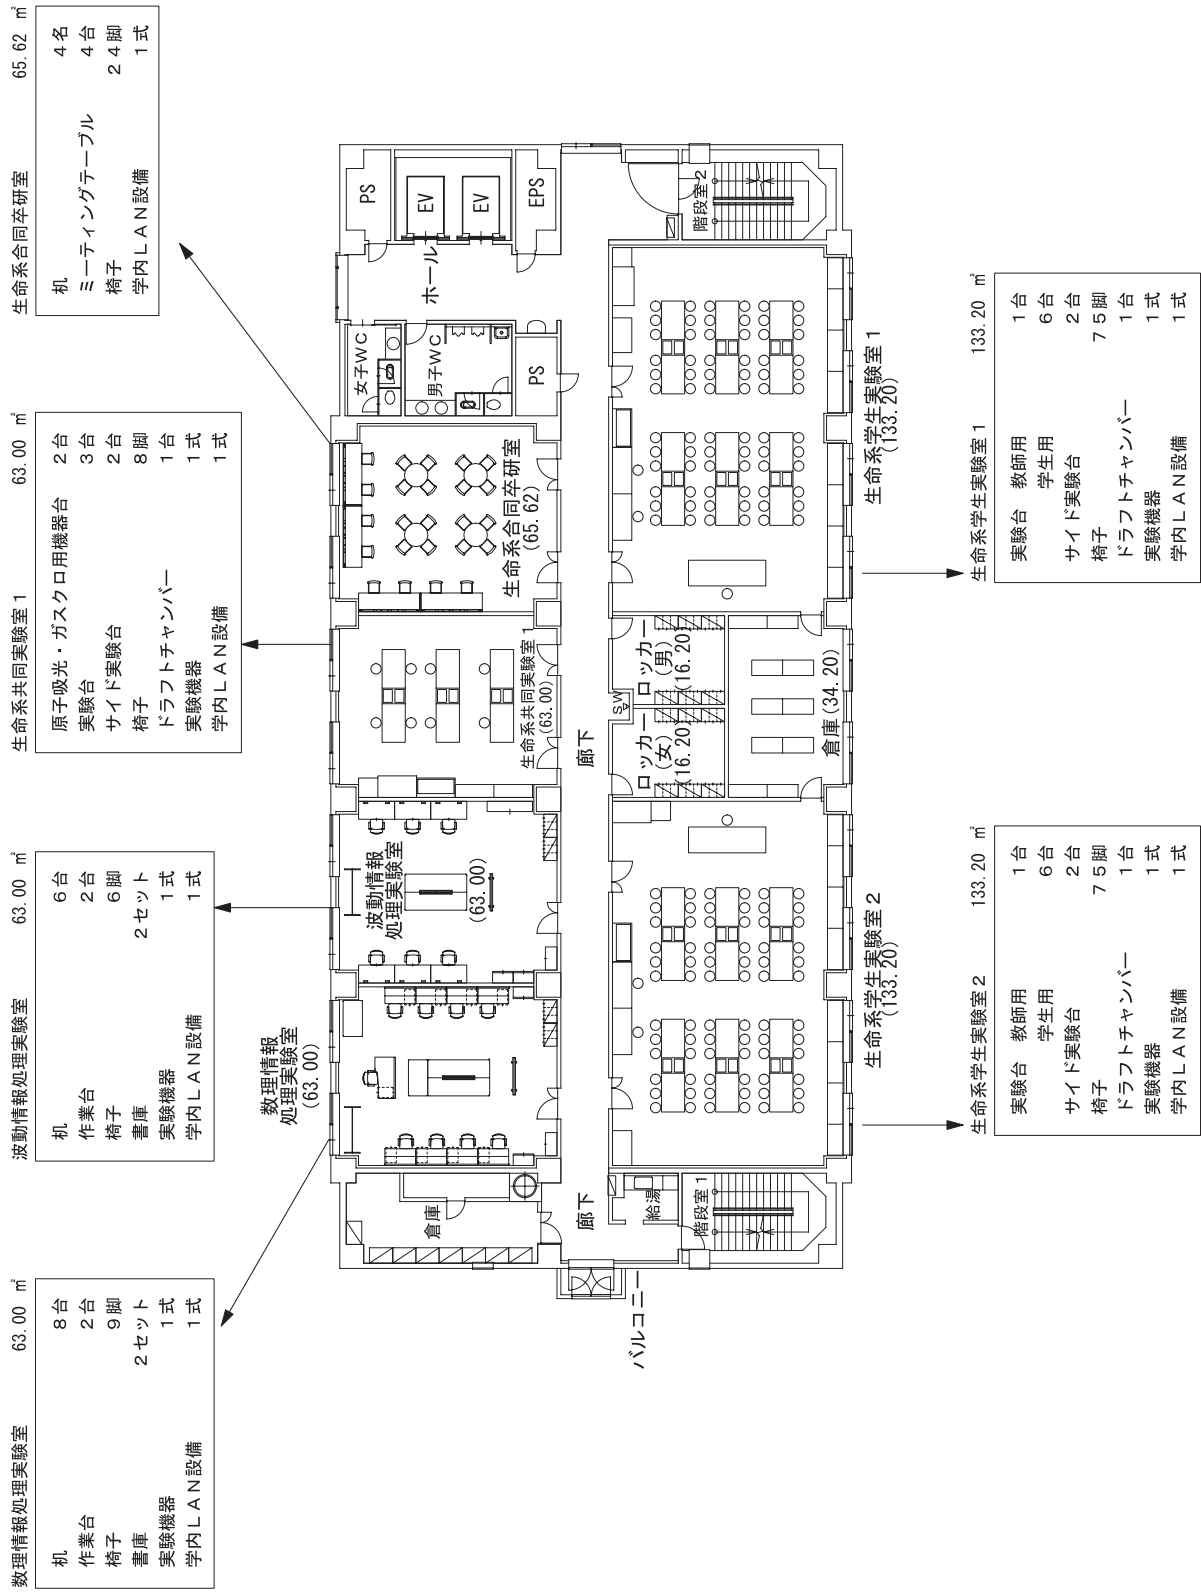 数理情報処理実験室 63.00 ㎡
机 8台
作業台 2台
椅子 9脚
書庫 2セット
実験機器 1式
学内LAN設備 1式
波動情報処理実験室 63.00 ㎡
机 6台
作業台 2台
椅子 6脚
書庫 2セット
実験機器 1式
学内LAN設備 1式
生命系共同実験室1 63.00 ㎡
原子吸光・ガスクロ用機器台 2台
実験台 3台
サイド実験台 2台
椅子 8脚
ドラフトチャンバー 1台
実験機器 1式
学内LAN設備 1式
生命系合同卒研室 65.62 ㎡
机 4名
ミーティングテーブル 4台
椅子 24脚
学内LAN設備 1式
数理情報
処理実験室
(63.00)
波動情報
処理実験室
(63.00)
生命系共同実験室1
(63.00)
生命系合同卒研室
(65.62)
女子WC
男子WC
PS
PS
EV
EV
EPS
ホール
倉庫
廊下
廊下
バルコニー
給湯
階段室1
階段室2
ロッカー
(女)
(16.20)
SW
ロッカー
(男)
(16.20)
倉庫(34.20)
生命系学生実験室2
(133.20)
生命系学生実験室1
(133.20)
生命系学生実験室2 133.20 ㎡
実験台 教師用 1台
学生用 6台
サイド実験台 2台
椅子 75脚
ドラフトチャンバー 1台
実験機器 1式
学内LAN設備 1式
生命系学生実験室1 133.20 ㎡
実験台 教師用 1台
学生用 6台
サイド実験台 2台
椅子 75脚
ドラフトチャンバー 1台
実験機器 1式
学内LAN設備 1式